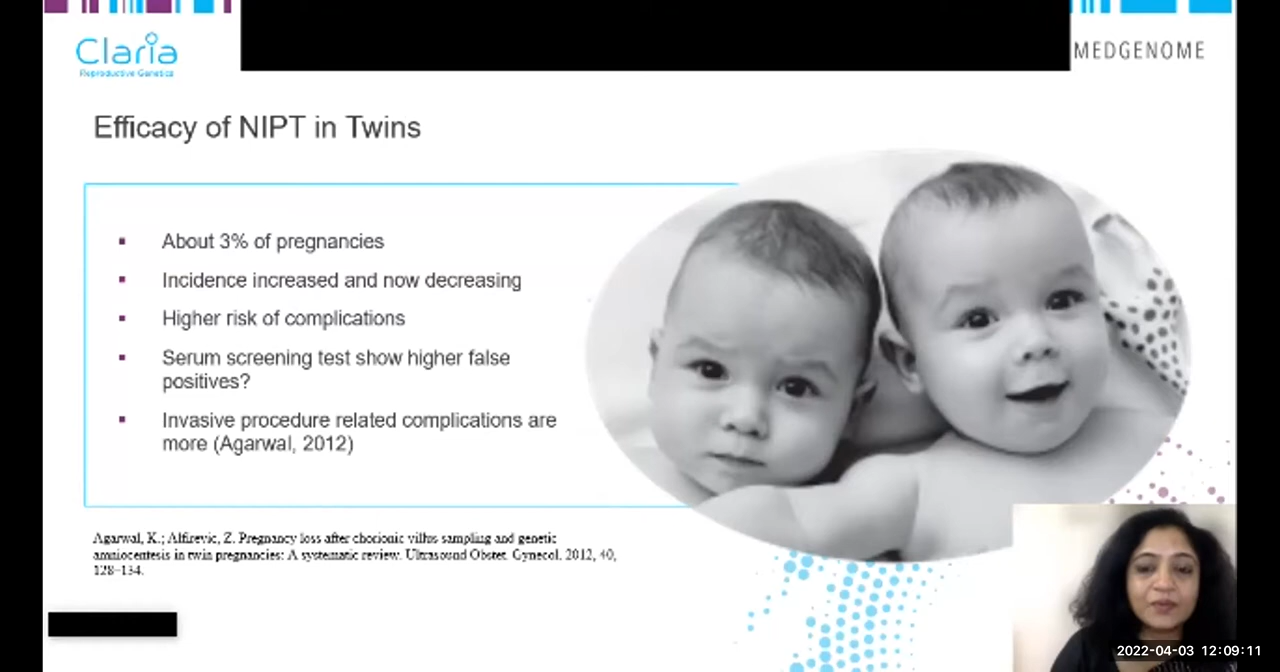 Claria
Reproductive Genetics
MEDGENOME
Efficacy of NIPT in Twins
▪ About 3% of pregnancies
▪ Incidence increased and now decreasing
▪ Higher risk of complications
▪ Serum screening test show higher false
positives?
▪ Invasive procedure related complications are
more (Agarwal, 2012)
Agarwal, K.; Alfirevic, Z. Pregnancy loss after chorionic villus sampling and genetic
amniocentesis in twin pregnancies: A systematic review. Ultrasound Obstet. Gynecol. 2012, 40,
128–134.
2022-04-03 12:09:11